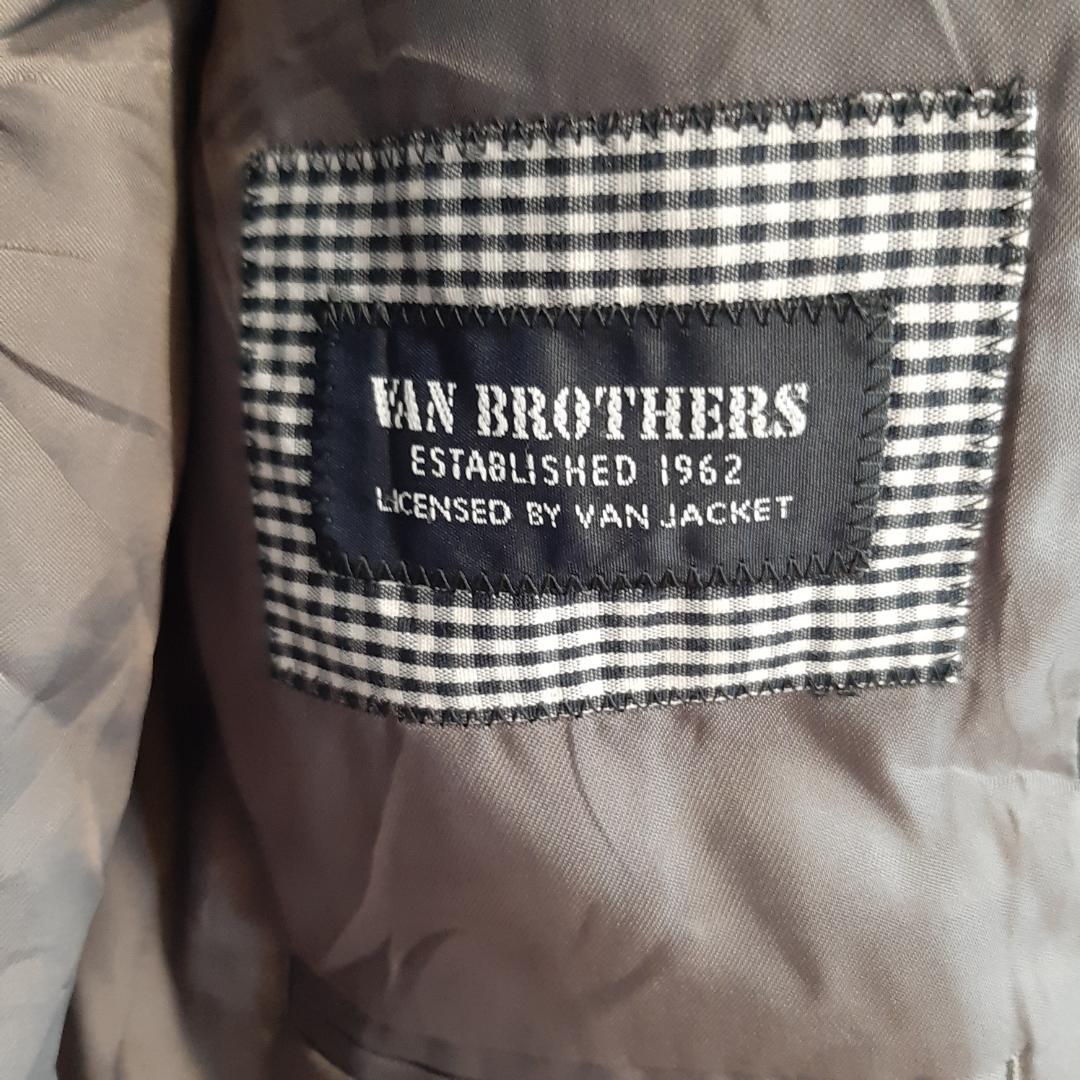 VAN BROTHERS
ESTABLISHED 1962
LICENSED BY VAN JACKET